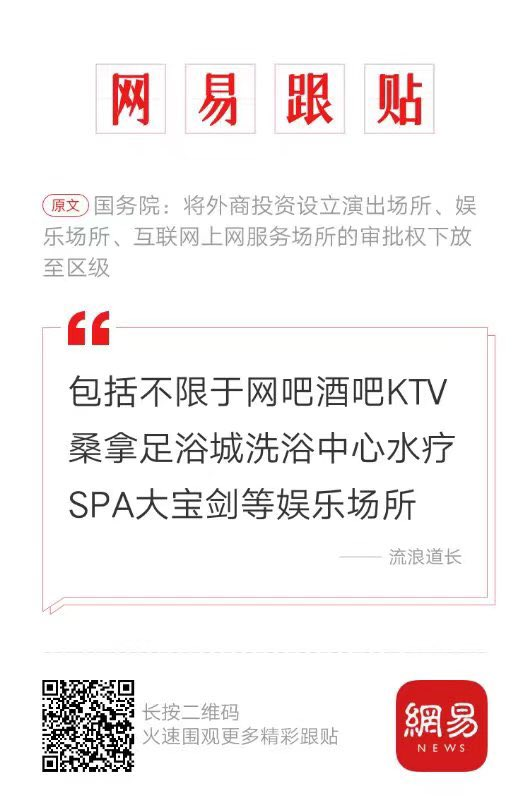 网易跟贴
原文 国务院：将外商投资设立演出场所、娱
乐场所、互联网上网服务场所的审批权下放
至区级
包括不限于网吧酒吧KTV
桑拿足浴城洗浴中心水疗
SPA大宝剑等娱乐场所
—— 流浪道长
长按二维码
火速围观更多精彩跟贴
網易
NEWS